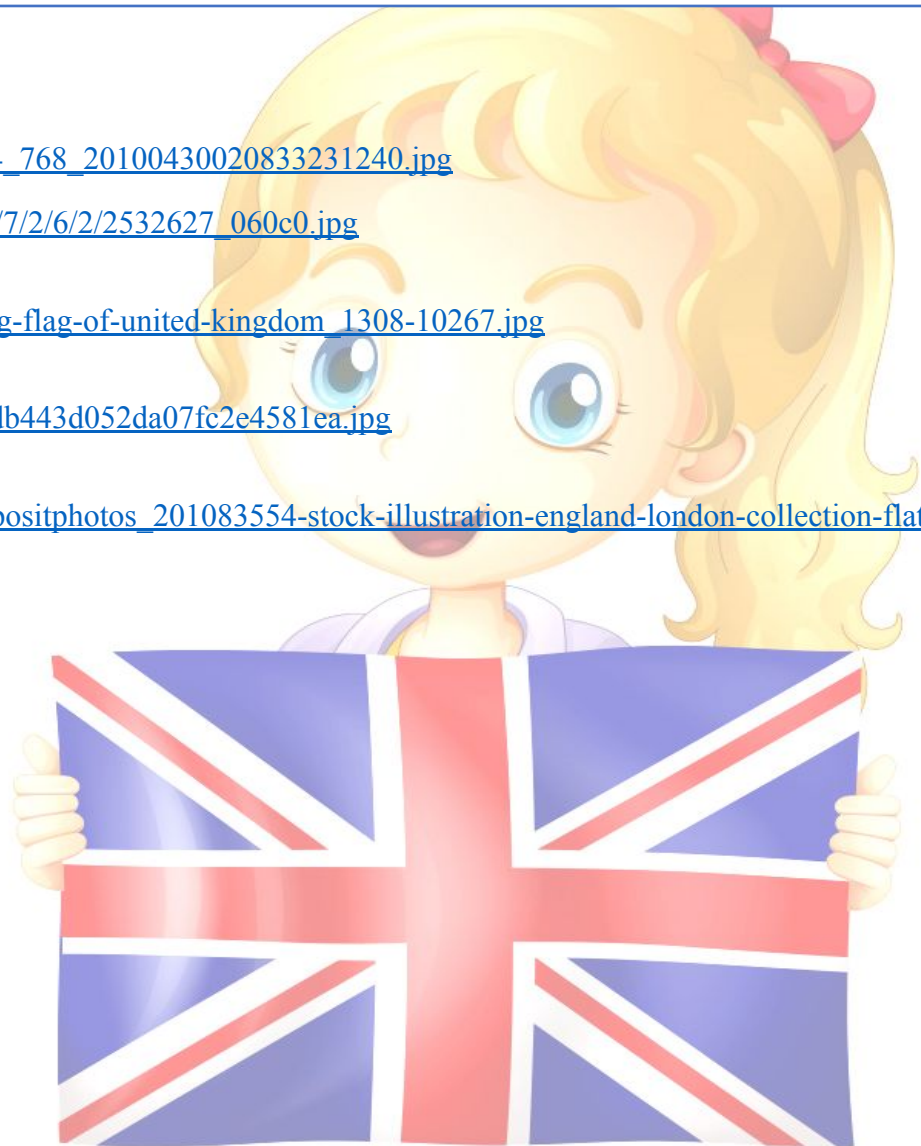 _768_20100430020833231240.jpg
/7/2/6/2/2532627_060c0.jpg
g-flag-of-united-kingdom_1308-10267.jpg
db443d052da07fc2e4581ea.jpg
positphotos_201083554-stock-illustration-england-london-collection-flat